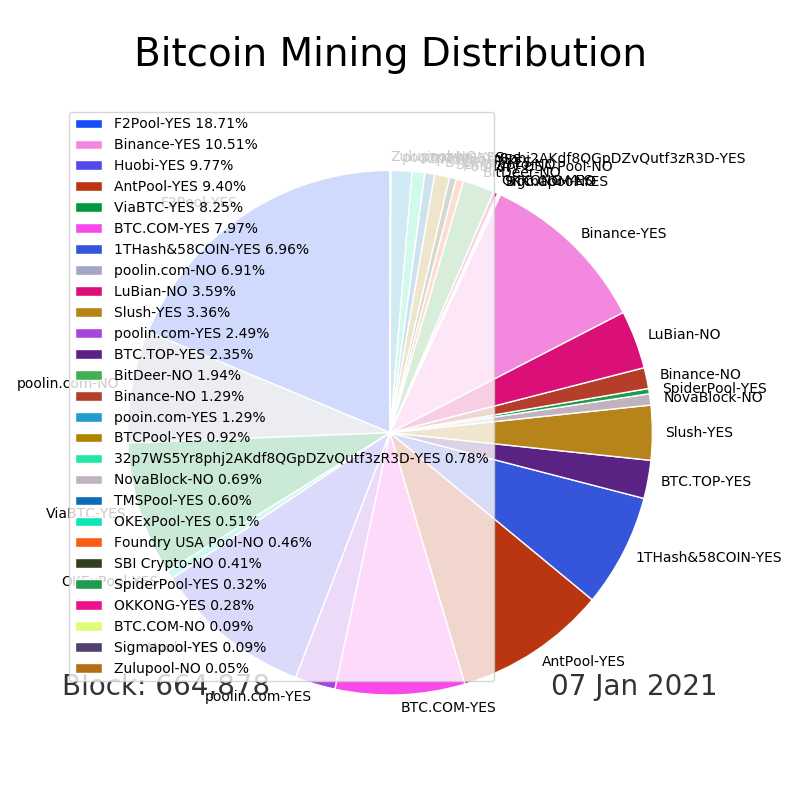 Bitcoin Mining Distribution
F2Pool-YES 18.71%
Binance-YES 10.51%
Huobi-YES 9.77%
AntPool-YES 9.40%
ViaBTC-YES 8.25%
BTC.COM-YES 7.97%
1THash&58COIN-YES 6.96%
poolin.com-NO 6.91%
LuBian-NO 3.59%
Slush-YES 3.36%
poolin.com-YES 2.49%
BTC.TOP-YES 2.35%
BitDeer-NO 1.94%
Binance-NO 1.29%
pooin.com-YES 1.29%
BTCPool-YES 0.92%
32p7WS5Yr8phj2AKdf8QGpDZvQutf3zR3D-YES 0.78%
NovaBlock-NO 0.69%
TMSPool-YES 0.60%
OKExPool-YES 0.51%
Foundry USA Pool-NO 0.46%
SBI Crypto-NO 0.41%
SpiderPool-YES 0.32%
OKKONG-YES 0.28%
BTC.COM-NO 0.09%
Sigmapool-YES 0.09%
Zulupool-NO 0.05%
Binance-YES
LuBian-NO
Binance-NO
SpiderPool-YES
NovaBlock-NO
Slush-YES
BTC.TOP-YES
1THash&58COIN-YES
AntPool-YES
BTC.COM-YES
poolin.com-YES
ViaBTC-YES
poolin.com-NO
F2Pool-YES
Block: 664,878
07 Jan 2021